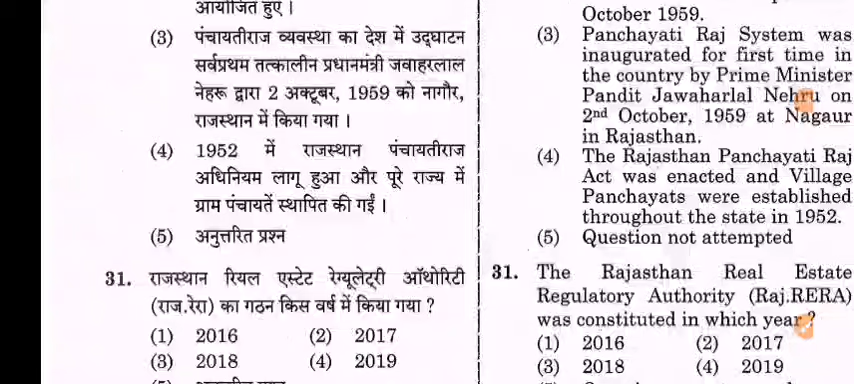 आयोजित हुए।
(3) पंचायतीराज व्यवस्था का देश में उद्घाटन
सर्वप्रथम तत्कालीन प्रधानमंत्री जवाहरलाल
नेहरू द्वारा 2 अक्टूबर, 1959 को नागौर,
राजस्थान में किया गया ।
(4) 1952 में राजस्थान पंचायतीराज
अधिनियम लागू हुआ और पूरे राज्य में
ग्राम पंचायतें स्थापित की गईं ।
(5) अनुत्तरित प्रश्न
31. राजस्थान रियल एस्टेट रेग्यूलेट्री ऑथोरिटी
(राज.रेरा) का गठन किस वर्ष में किया गया ?
(1) 2016 (2) 2017
(3) 2018 (4) 2019
October 1959.
(3) Panchayati Raj System was
inaugurated for first time in
the country by Prime Minister
Pandit Jawaharlal Nehru on
2nd October, 1959 at Nagaur
in Rajasthan.
(4) The Rajasthan Panchayati Raj
Act was enacted and Village
Panchayats were established
throughout the state in 1952.
(5) Question not attempted
31. The Rajasthan Real Estate
Regulatory Authority (Raj.RERA)
was constituted in which year ?
(1) 2016 (2) 2017
(3) 2018 (4) 2019